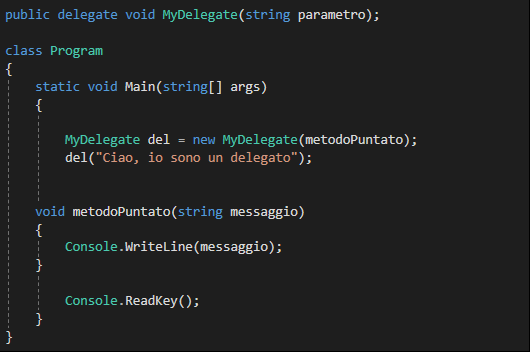 public delegate void MyDelegate(string parametro);
class Program
{
static void Main(string[] args)
{
MyDelegate del = new MyDelegate(metodoPuntato);
del("Ciao, io sono un delegato");
void metodoPuntato(string messaggio)
{
Console.WriteLine(messaggio);
}
Console.ReadKey();
}
}